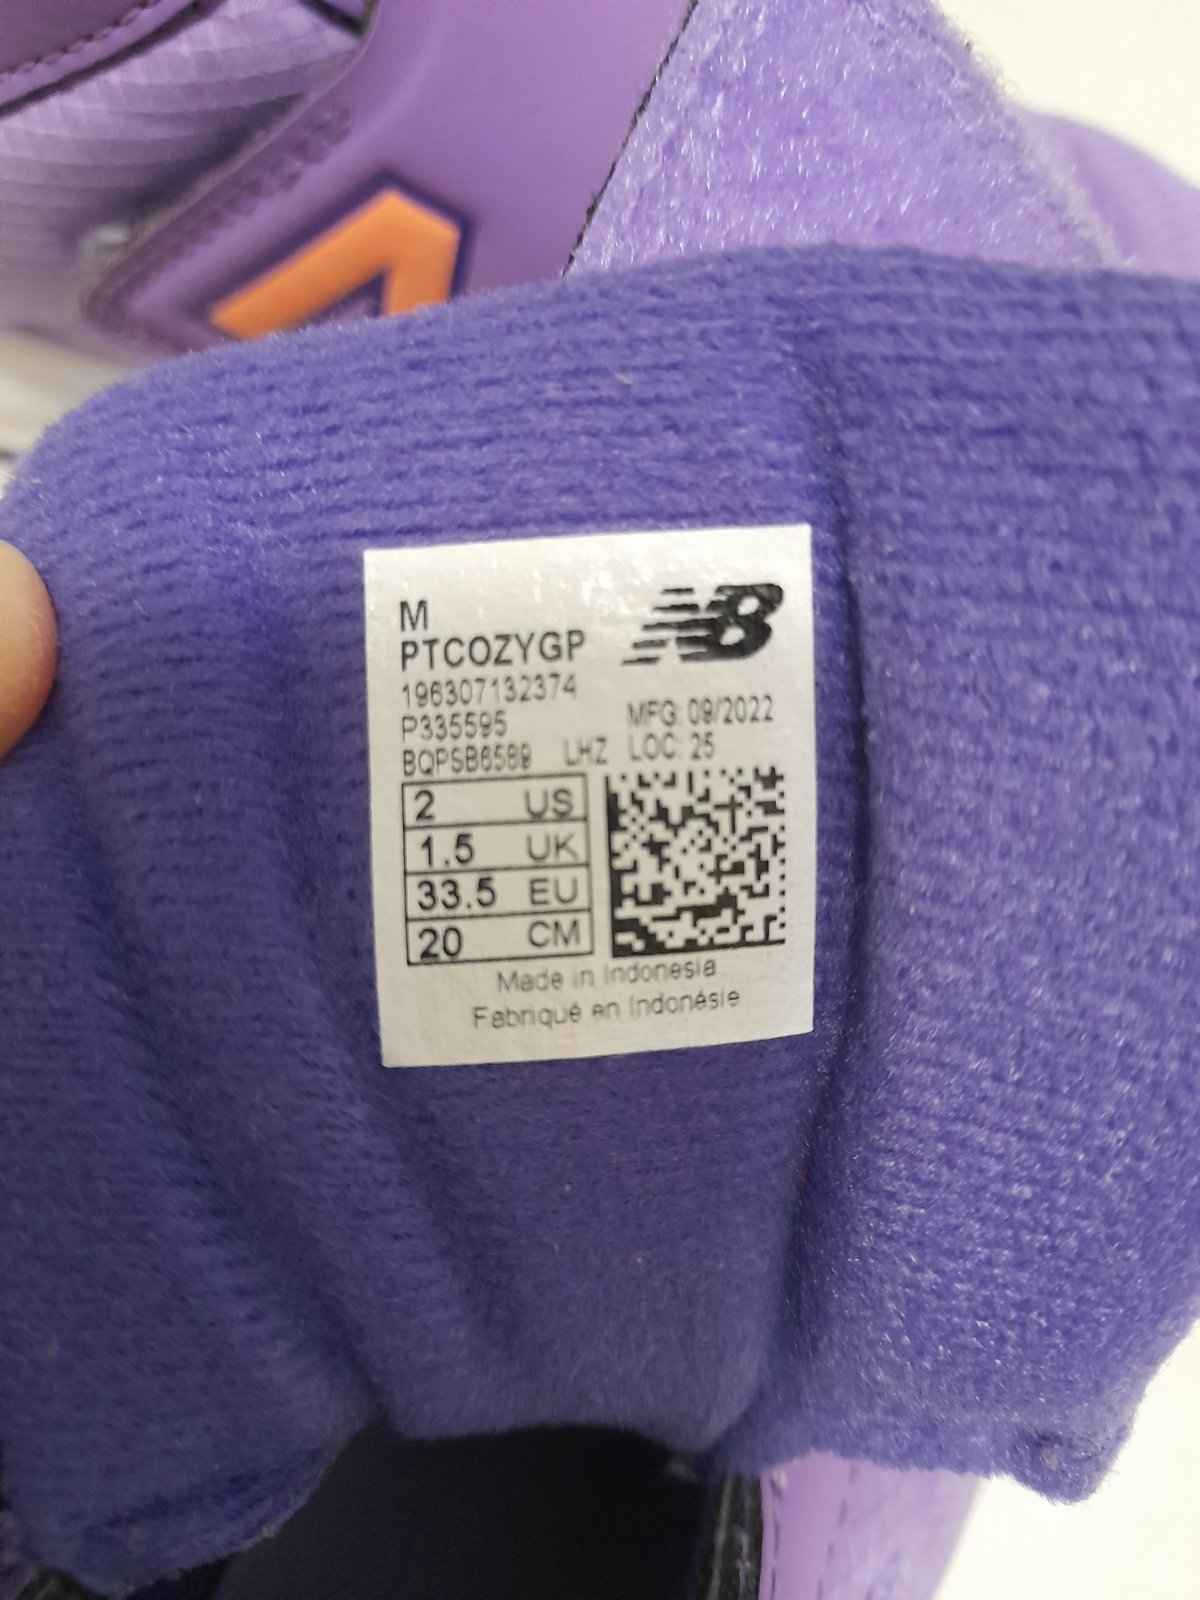 M
PTCOZYGP
NB
196307132374
P335595 MFG: 09/2022
BQPSB6589 LHZ LOC: 25
2 US
1.5 UK
33.5 EU
20 CM
Made in Indonesia
Fabriqué en Indonésie